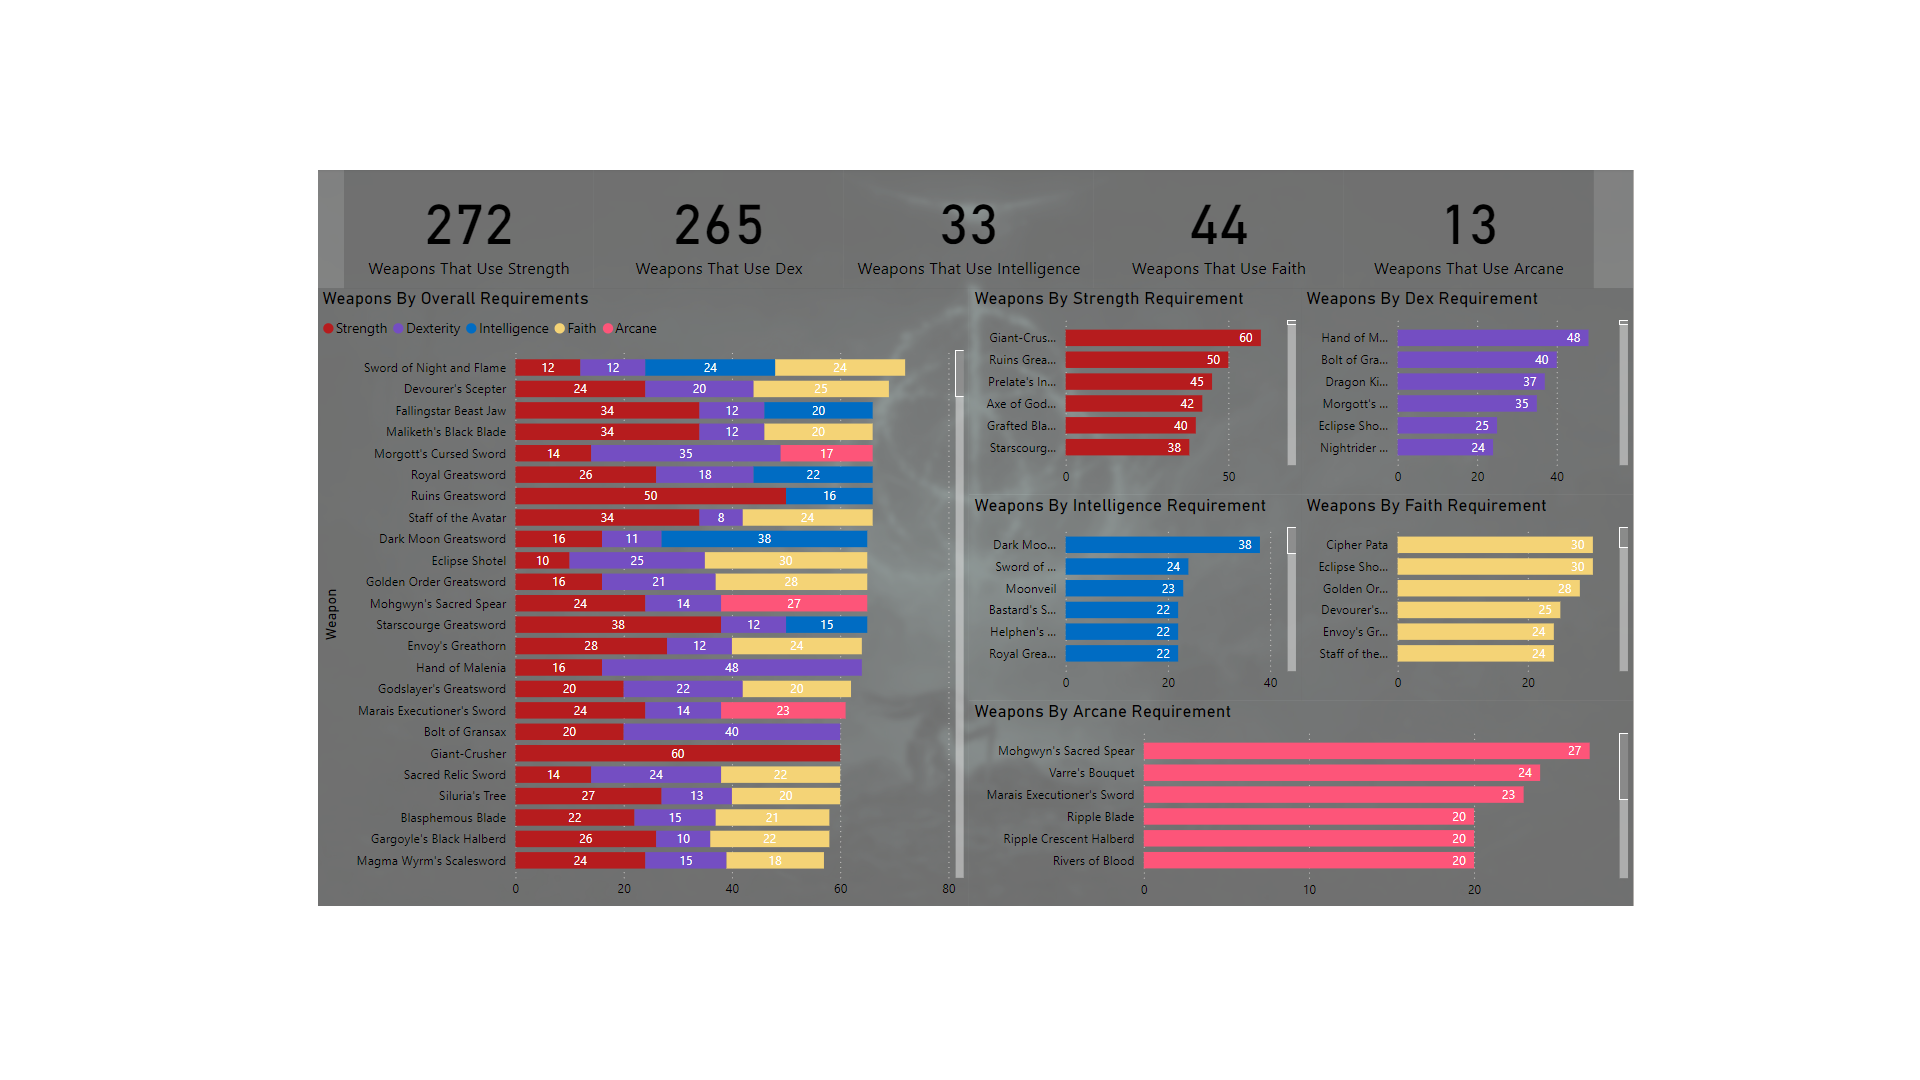 272
Weapons That Use Strength
265
Weapons That Use Dex
33
Weapons That Use Intelligence
44
Weapons That Use Faith
13
Weapons That Use Arcane
Weapons By Overall Requirements
Strength Dexterity Intelligence Faith Arcane
Weapon
Sword of Night and Flame 12 12 24 24
Devourer's Scepter 24 20 25
Fallingstar Beast Jaw 34 12 20
Maliketh's Black Blade 34 12 20
Morgott's Cursed Sword 14 35 17
Royal Greatsword 26 18 22
Ruins Greatsword 50 16
Staff of the Avatar 34 8 24
Dark Moon Greatsword 16 11 38
Eclipse Shotel 10 25 30
Golden Order Greatsword 16 21 28
Mohgwyn's Sacred Spear 24 14 27
Starscourge Greatsword 38 12 15
Envoy's Greathorn 28 12 24
Hand of Malenia 16 48
Godslayer's Greatsword 20 22 20
Marais Executioner's Sword 24 14 23
Bolt of Gransax 20 40
Giant-Crusher 60
Sacred Relic Sword 14 24 22
Siluria's Tree 27 13 20
Blasphemous Blade 22 15 21
Gargoyle's Black Halberd 26 10 22
Magma Wyrm's Scalesword 24 15 18
0 20 40 60 80
Weapons By Strength Requirement
Giant-Crus... 60
Ruins Grea... 50
Prelate's In... 45
Axe of God... 42
Grafted Bla... 40
Starscourg... 38
0 50
Weapons By Dex Requirement
Hand of M... 48
Bolt of Gra... 40
Dragon Ki... 37
Morgott's ... 35
Eclipse Sho... 25
Nightrider ... 24
0 20 40
Weapons By Intelligence Requirement
Dark Moo... 38
Sword of ... 24
Moonveil 23
Bastard's S... 22
Helphen's ... 22
Royal Grea... 22
0 20 40
Weapons By Faith Requirement
Cipher Pata 30
Eclipse Sho... 30
Golden Or... 28
Devourer's... 25
Envoy's Gr... 24
Staff of the... 24
0 20
Weapons By Arcane Requirement
Mohgwyn's Sacred Spear 27
Varre's Bouquet 24
Marais Executioner's Sword 23
Ripple Blade 20
Ripple Crescent Halberd 20
Rivers of Blood 20
0 10 20